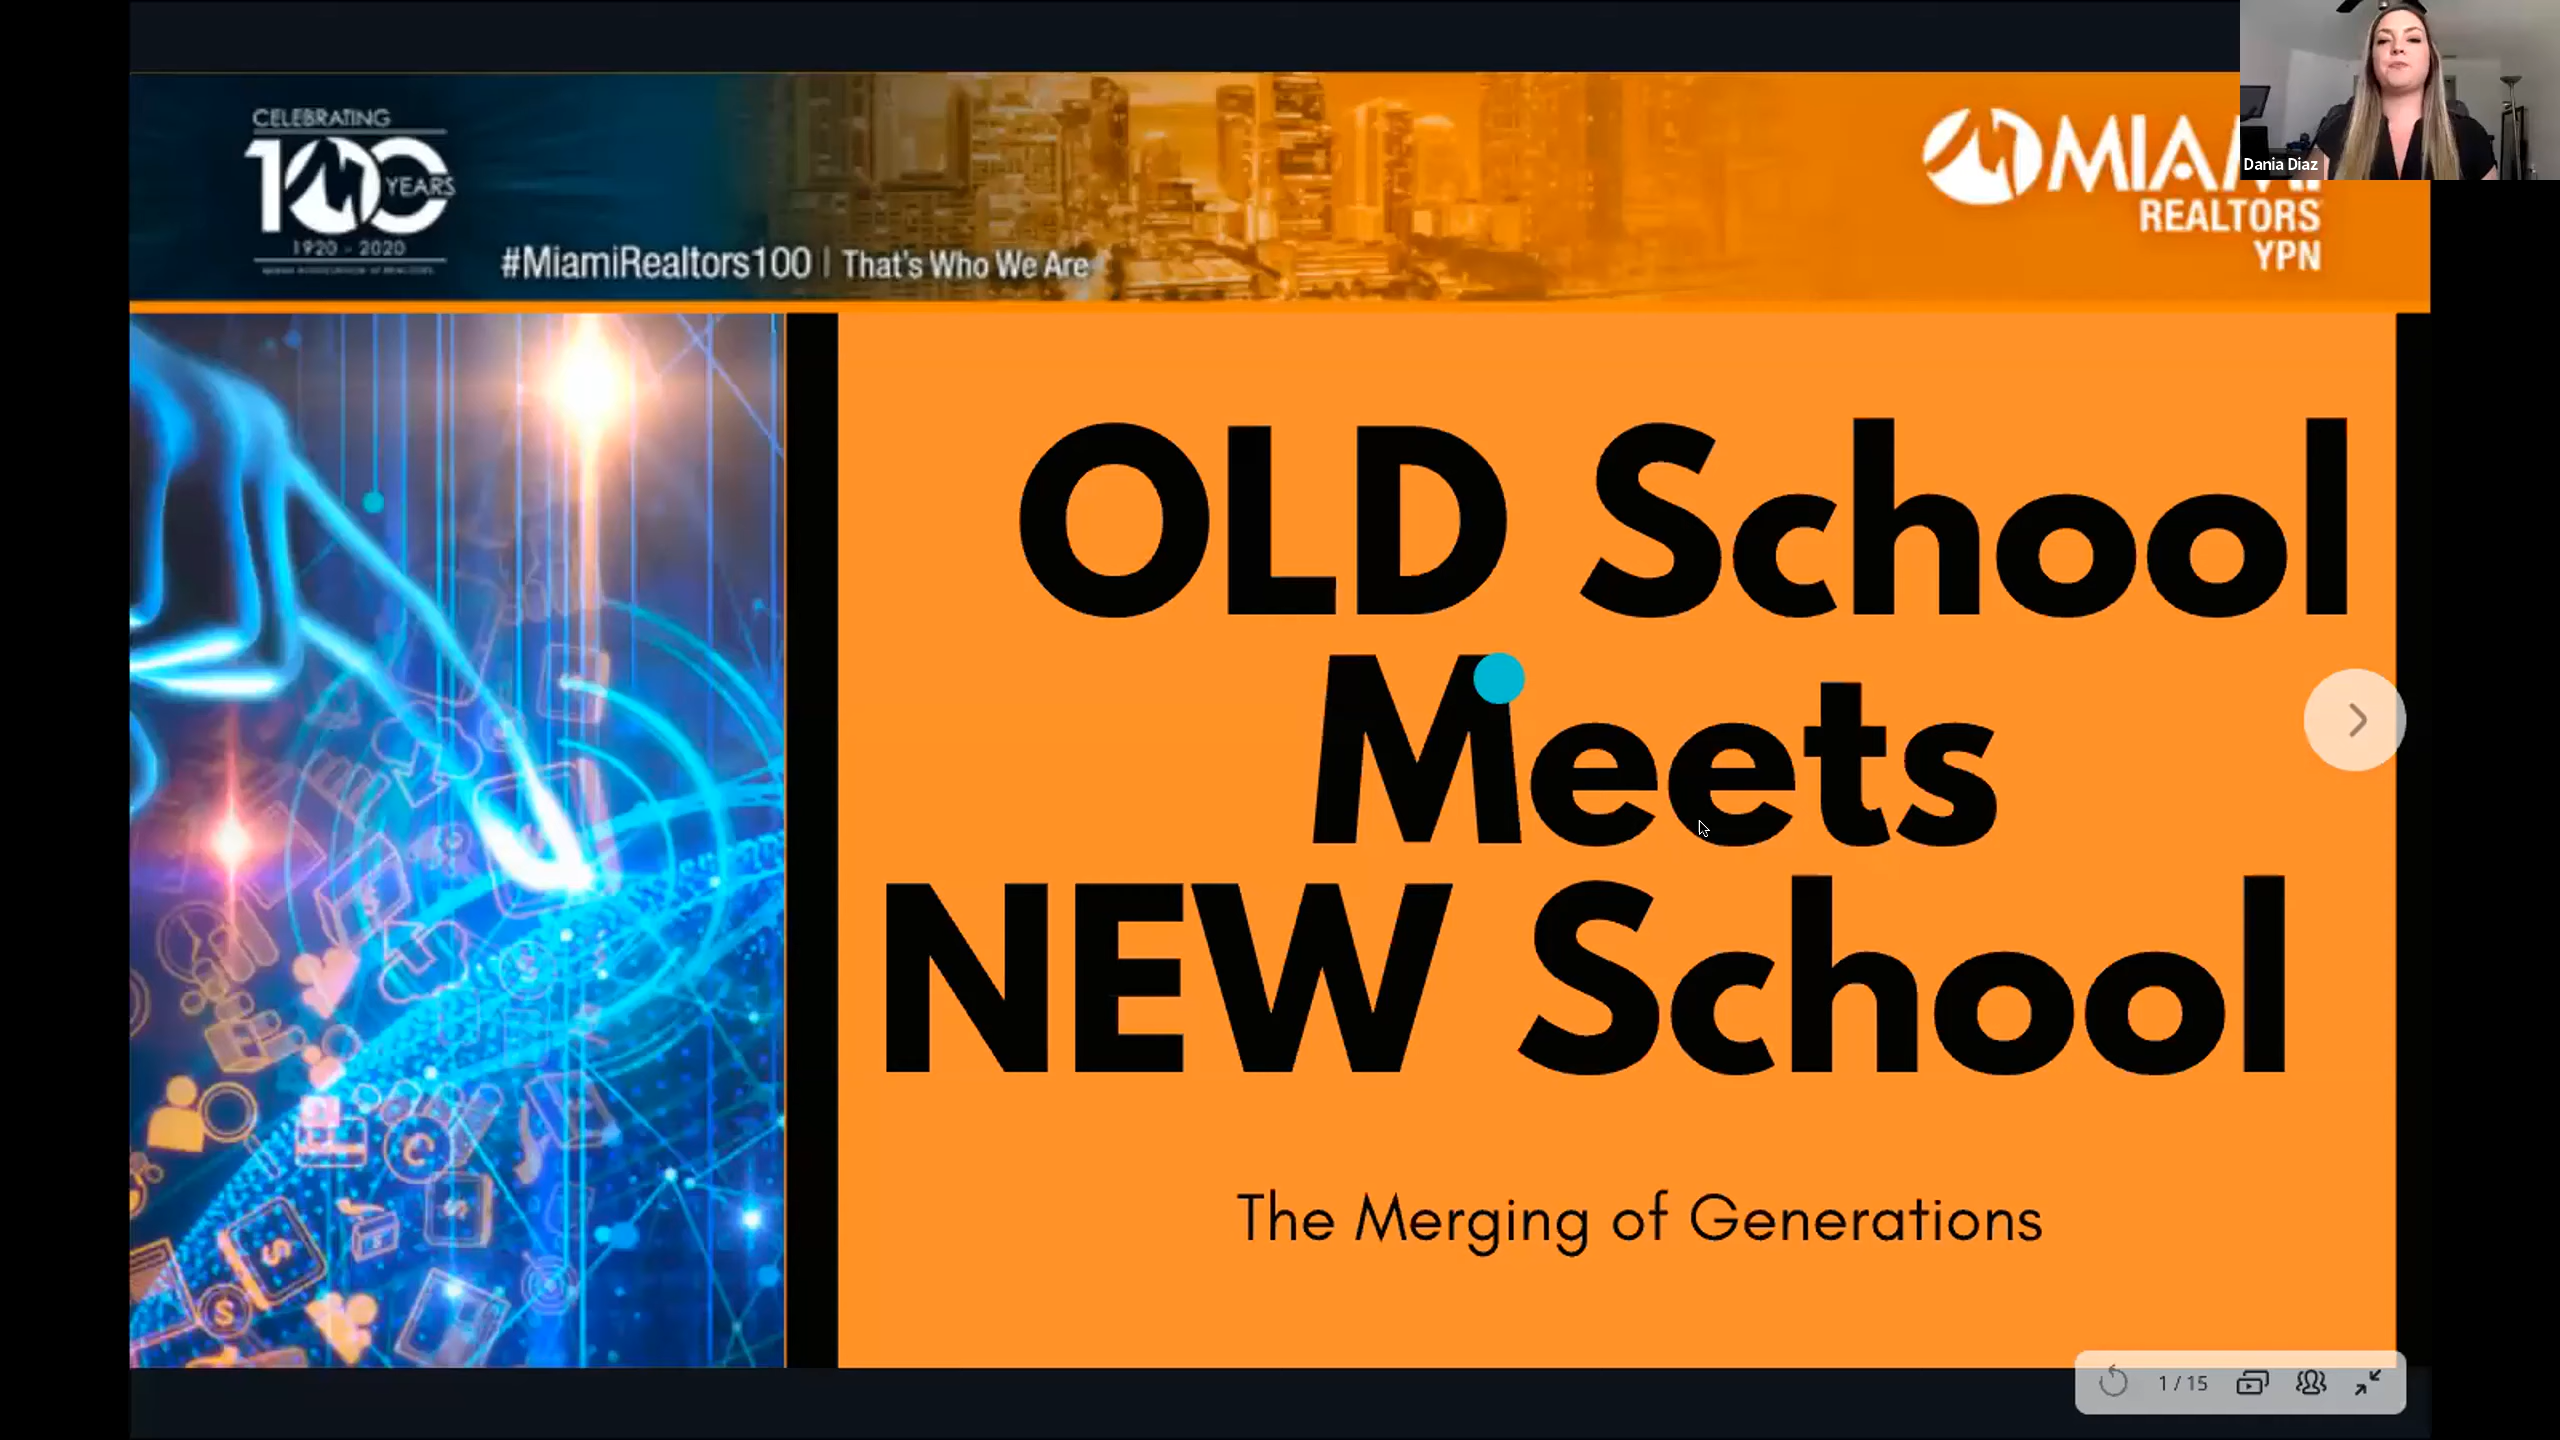 CELEBRATING
100 YEARS
1920 - 2020
#MiamiRealtors100 | That's Who We Are
MIAMI
REALTORS
YPN
Dania Diaz
OLD School
Meets
NEW School
The Merging of Generations
1 / 15